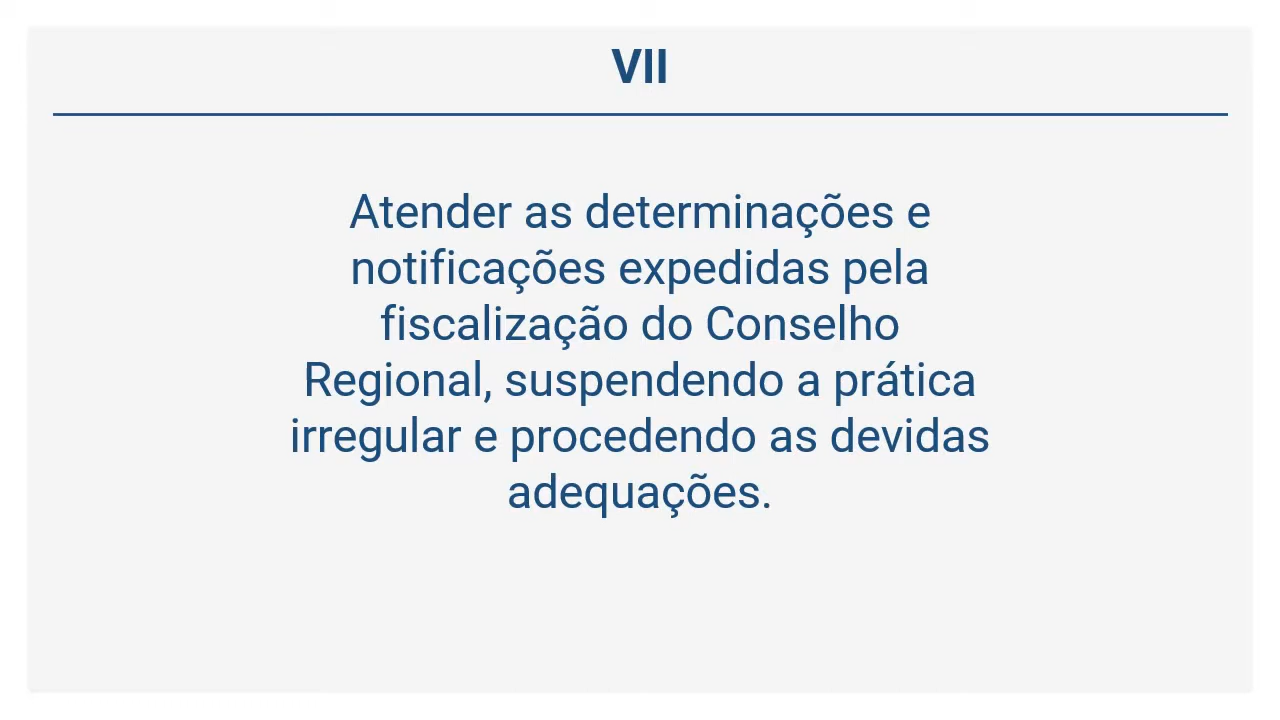 VII
Atender as determinações e
notificações expedidas pela
fiscalização do Conselho
Regional, suspendendo a prática
irregular e procedendo as devidas
adequações.